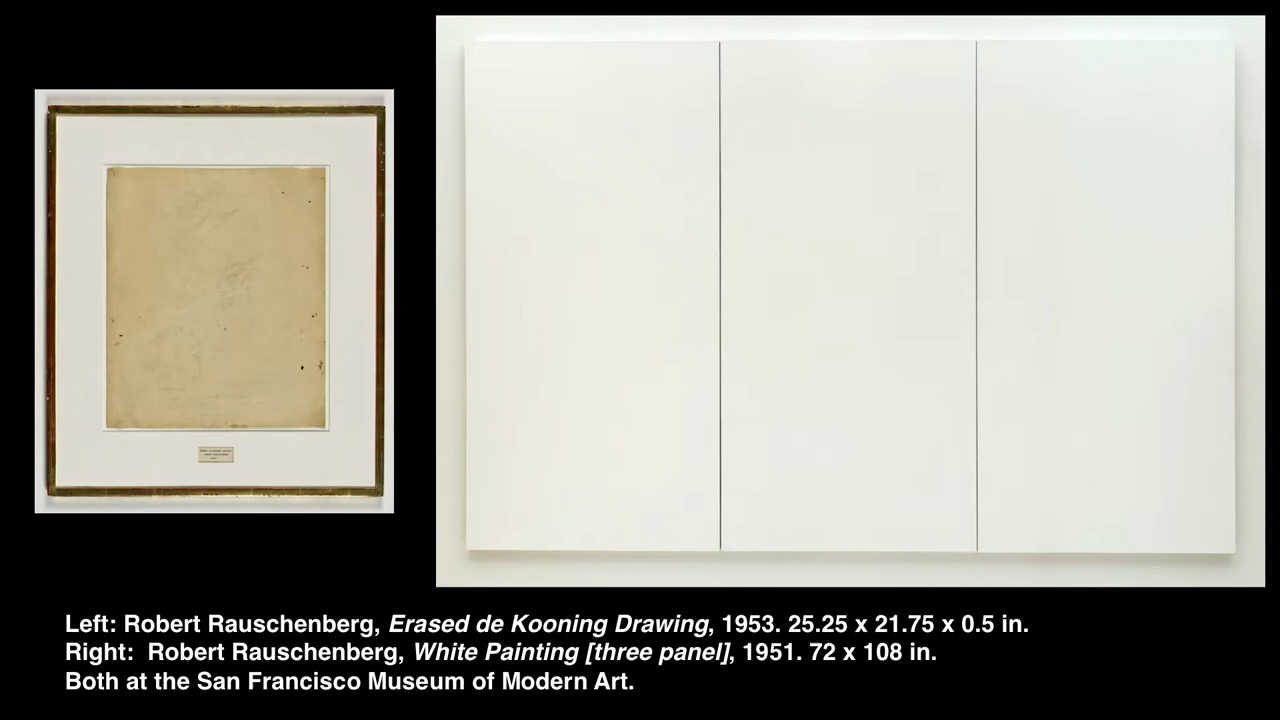 Left: Robert Rauschenberg, Erased de Kooning Drawing, 1953. 25.25 x 21.75 x 0.5 in.
Right:  Robert Rauschenberg, White Painting [three panel], 1951. 72 x 108 in.
Both at the San Francisco Museum of Modern Art.